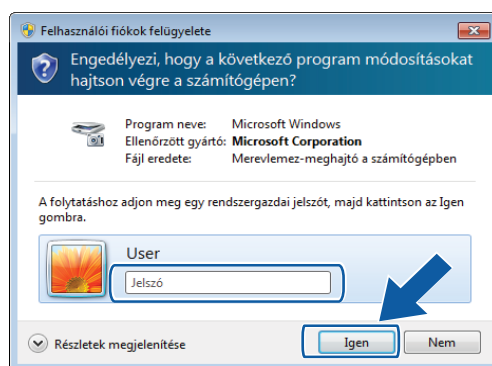 Felhasználói fiókok felügyelete
Engedélyezi, hogy a következő program módosításokat
hajtson végre a számítógépen?
Program neve: Microsoft Windows
Ellenőrzött gyártó: Microsoft Corporation
Fájl eredete: Merevlemez-meghajtó a számítógépben
A folytatáshoz adjon meg egy rendszergazdai jelszót, majd kattintson az Igen
gombra.
User
Jelszó
Részletek megjelenítése Igen Nem